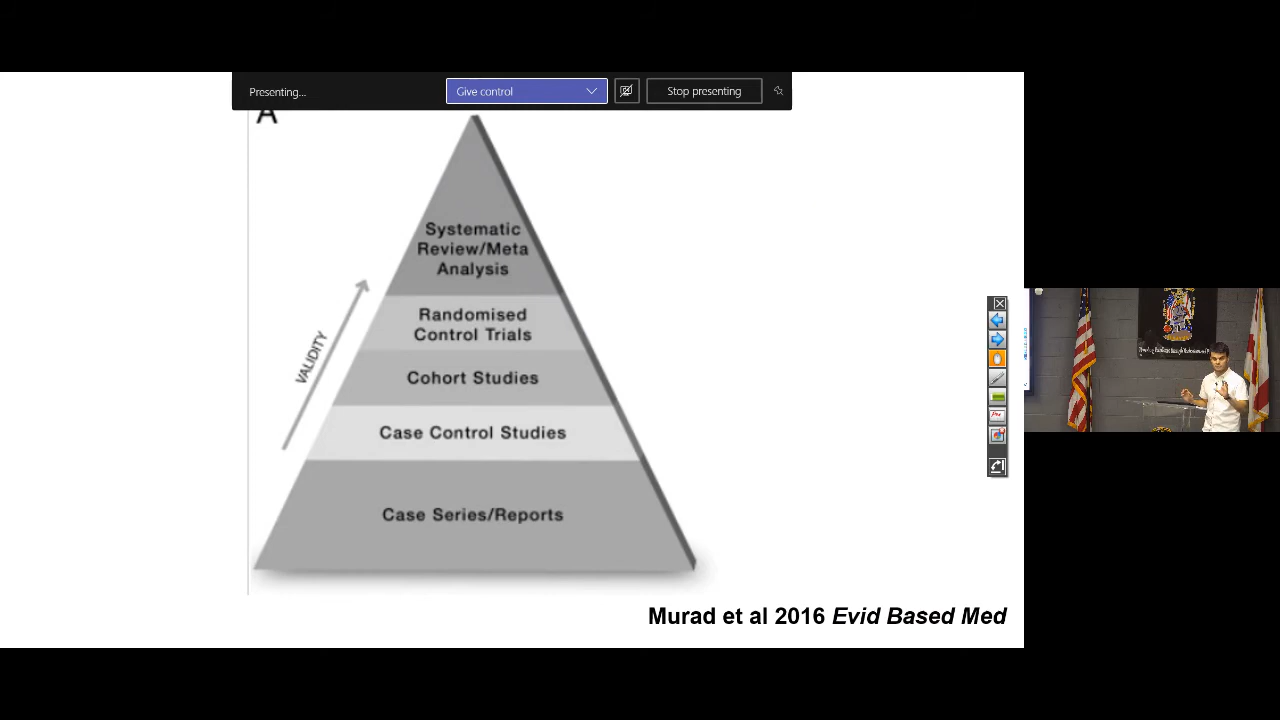 Presenting...
Give control
Stop presenting
A
Systematic
Review/Meta
Analysis
Randomised
Control Trials
VALIDITY
Cohort Studies
Case Control Studies
Case Series/Reports
Murad et al 2016 Evid Based Med